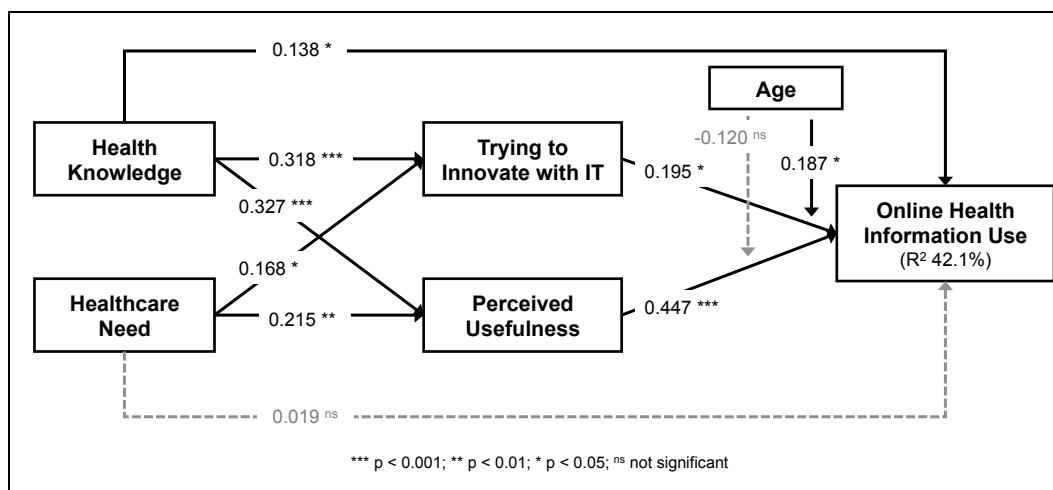 0.138 *
Age
-0.120 ns
Health
Knowledge
0.318 ***
Trying to
Innovate with IT
0.195 *
0.187 *
0.327 ***
Online Health
Information Use
(R² 42.1%)
0.168 *
Healthcare
Need
0.215 **
Perceived
Usefulness
0.447 ***
0.019 ns
*** p < 0.001; ** p < 0.01; * p < 0.05; ns not significant